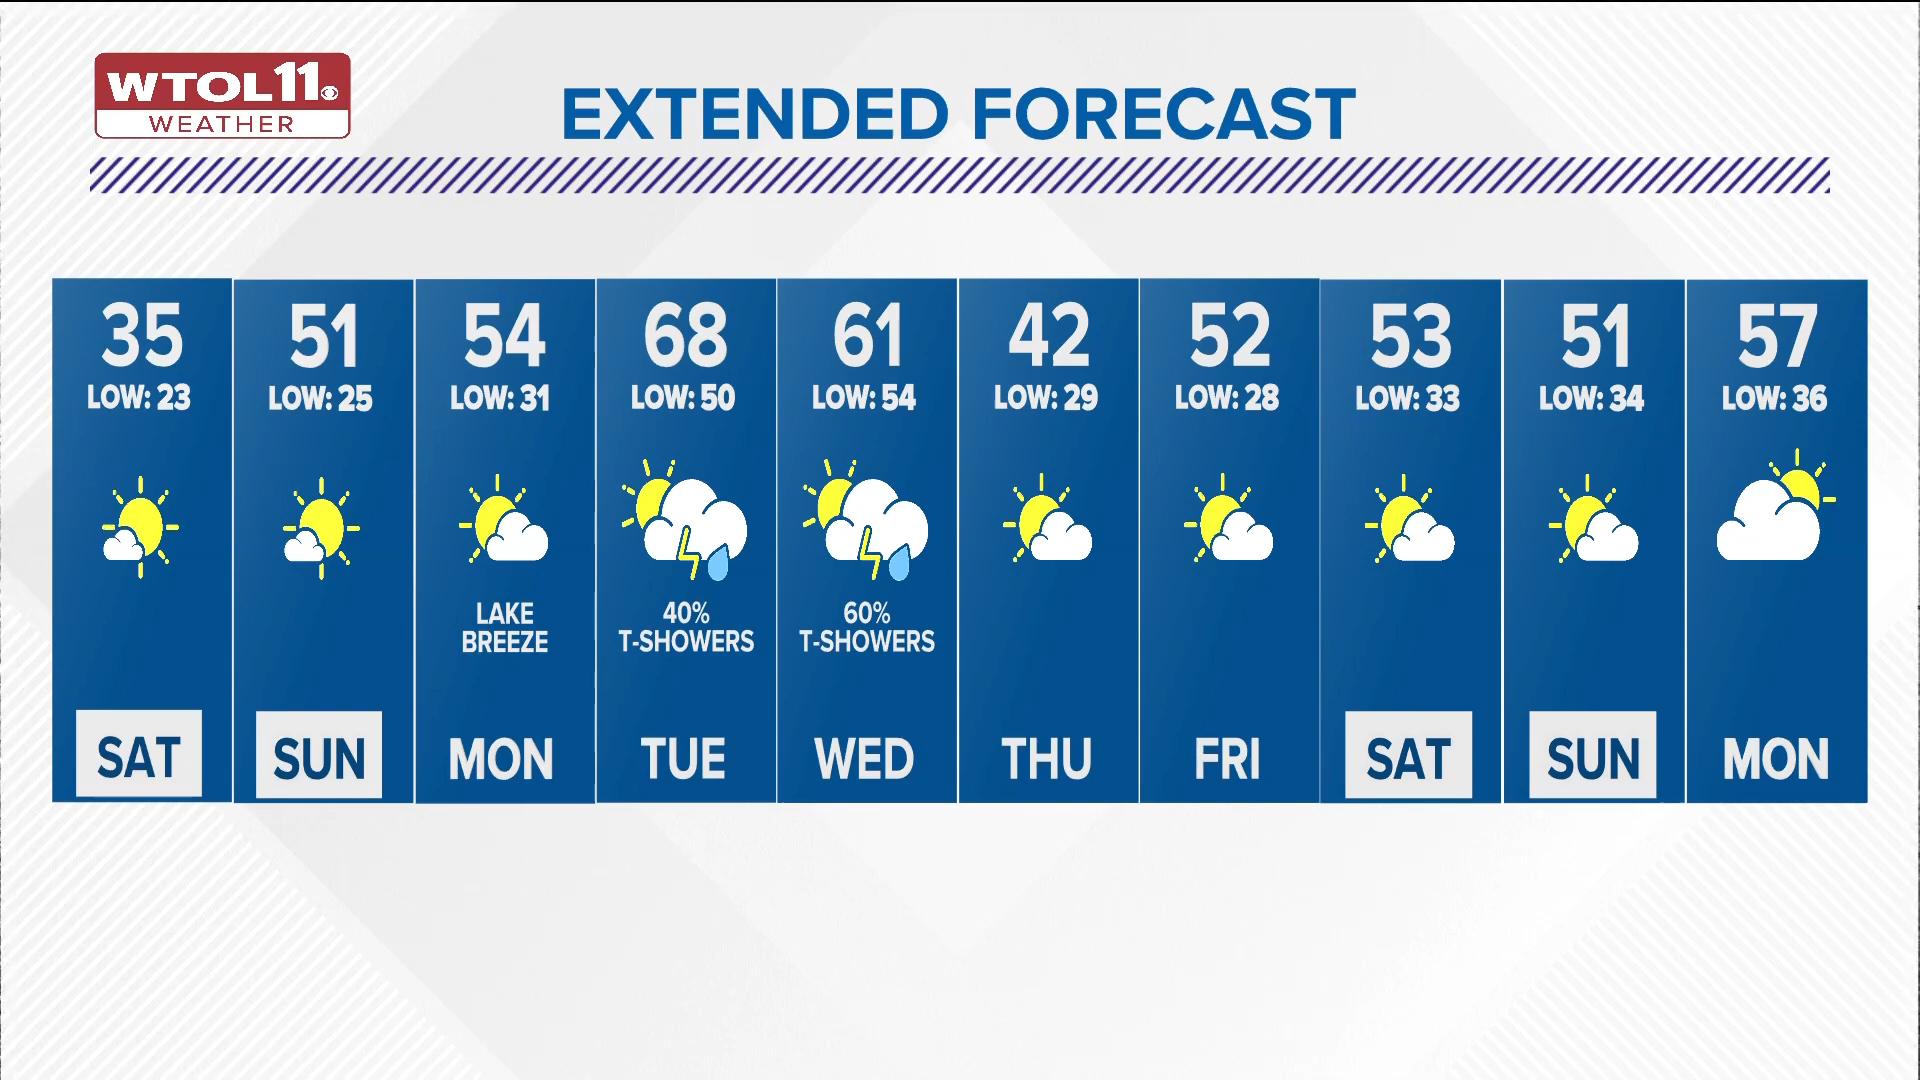 WTOL11
WEATHER
EXTENDED FORECAST
35
LOW: 23
SAT
51
LOW: 25
SUN
54
LOW: 31
LAKE
BREEZE
MON
68
LOW: 50
40%
T-SHOWERS
TUE
61
LOW: 54
60%
T-SHOWERS
WED
42
LOW: 29
THU
52
LOW: 28
FRI
53
LOW: 33
SAT
51
LOW: 34
SUN
57
LOW: 36
MON